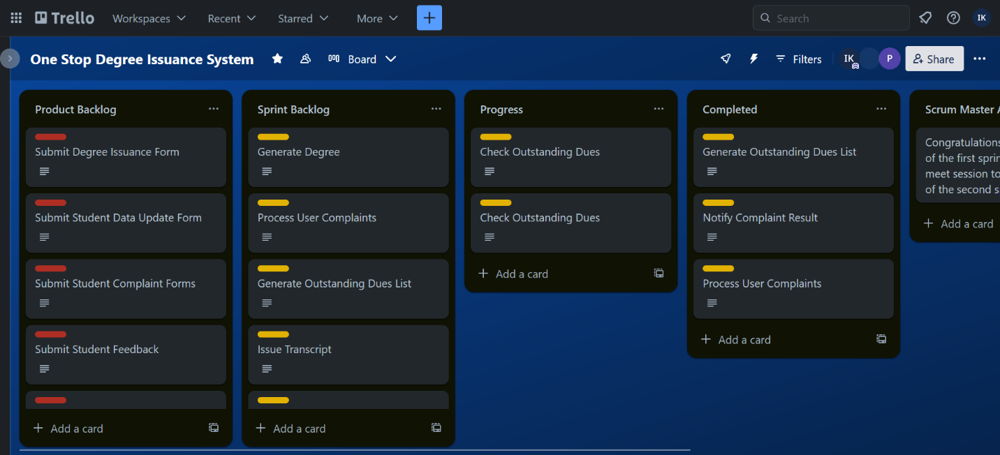 Trello
Workspaces
Recent
Starred
More
Search
IK
One Stop Degree Issuance System
Board
Filters
IK
P
Share
Product Backlog
Submit Degree Issuance Form
Submit Student Data Update Form
Submit Student Complaint Forms
Submit Student Feedback
Add a card
Sprint Backlog
Generate Degree
Process User Complaints
Generate Outstanding Dues List
Issue Transcript
Add a card
Progress
Check Outstanding Dues
Check Outstanding Dues
Add a card
Completed
Generate Outstanding Dues List
Notify Complaint Result
Process User Complaints
Add a card
Scrum Master
Congratulations
of the first
meet session
of the second
Add a card